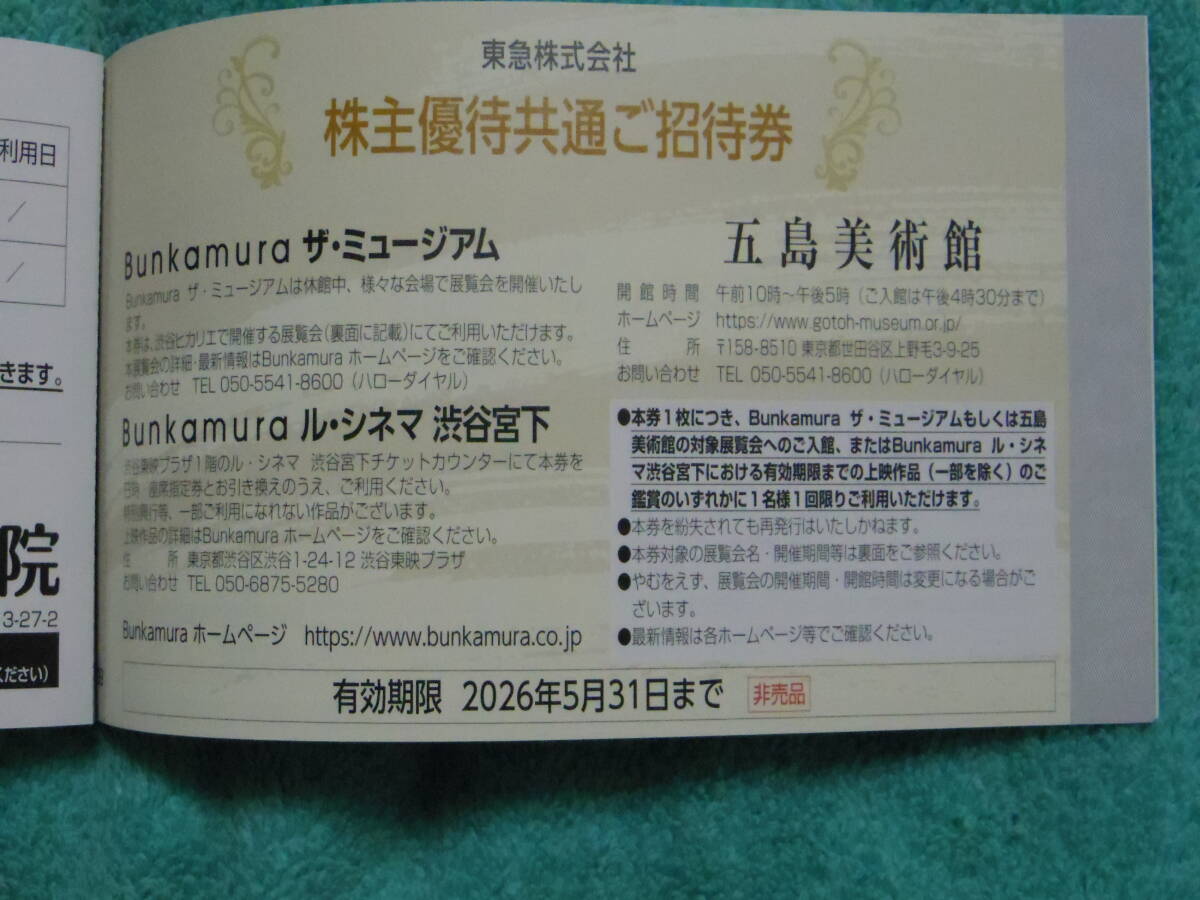 利用日
/
/
きます。
院
3-27-2
ください)
東急株式会社
株主優待共通ご招待券
Bunkamura ザ・ミュージアム
Bunkamura ザ・ミュージアムは休館中、様々な会場で展覧会を開催いたし
ます。
本券は、渋谷ヒカリエで開催する展覧会(裏面に記載)にてご利用いただけます。
本展覧会の詳細・最新情報はBunkamura ホームページをご確認ください。
お問い合わせ TEL 050-5541-8600(ハローダイヤル)
Bunkamura ル・シネマ 渋谷宮下
渋谷東映プラザ1階のル・シネマ 渋谷宮下チケットカウンターにて本券を
日時・座席指定券とお引き換えのうえ、ご利用ください。
特別興行等、一部ご利用になれない作品がございます。
上映作品の詳細はBunkamura ホームページをご確認ください。
住 所 東京都渋谷区渋谷1-24-12 渋谷東映プラザ
お問い合わせ TEL 050-6875-5280
Bunkamura ホームページ https://www.bunkamura.co.jp
五島美術館
開館時間 午前10時～午後5時(ご入館は午後4時30分まで)
ホームページ https://www.gotoh-museum.or.jp/
住 所 〒158-8510 東京都世田谷区上野毛3-9-25
お問い合わせ TEL 050-5541-8600(ハローダイヤル)
●本券1枚につき、Bunkamura ザ・ミュージアムもしくは五島
美術館の対象展覧会へのご入館、またはBunkamura ル・シネ
マ渋谷宮下における有効期限までの上映作品(一部を除く)のご
鑑賞のいずれかに1名様1回限りご利用いただけます。
●本券を紛失されても再発行はいたしかねます。
●本券対象の展覧会名・開催期間等は裏面をご参照ください。
●やむをえず、展覧会の開催期間・開館時間は変更になる場合がご
ざいます。
●最新情報は各ホームページ等でご確認ください。
有効期限 2026年5月31日まで 非売品